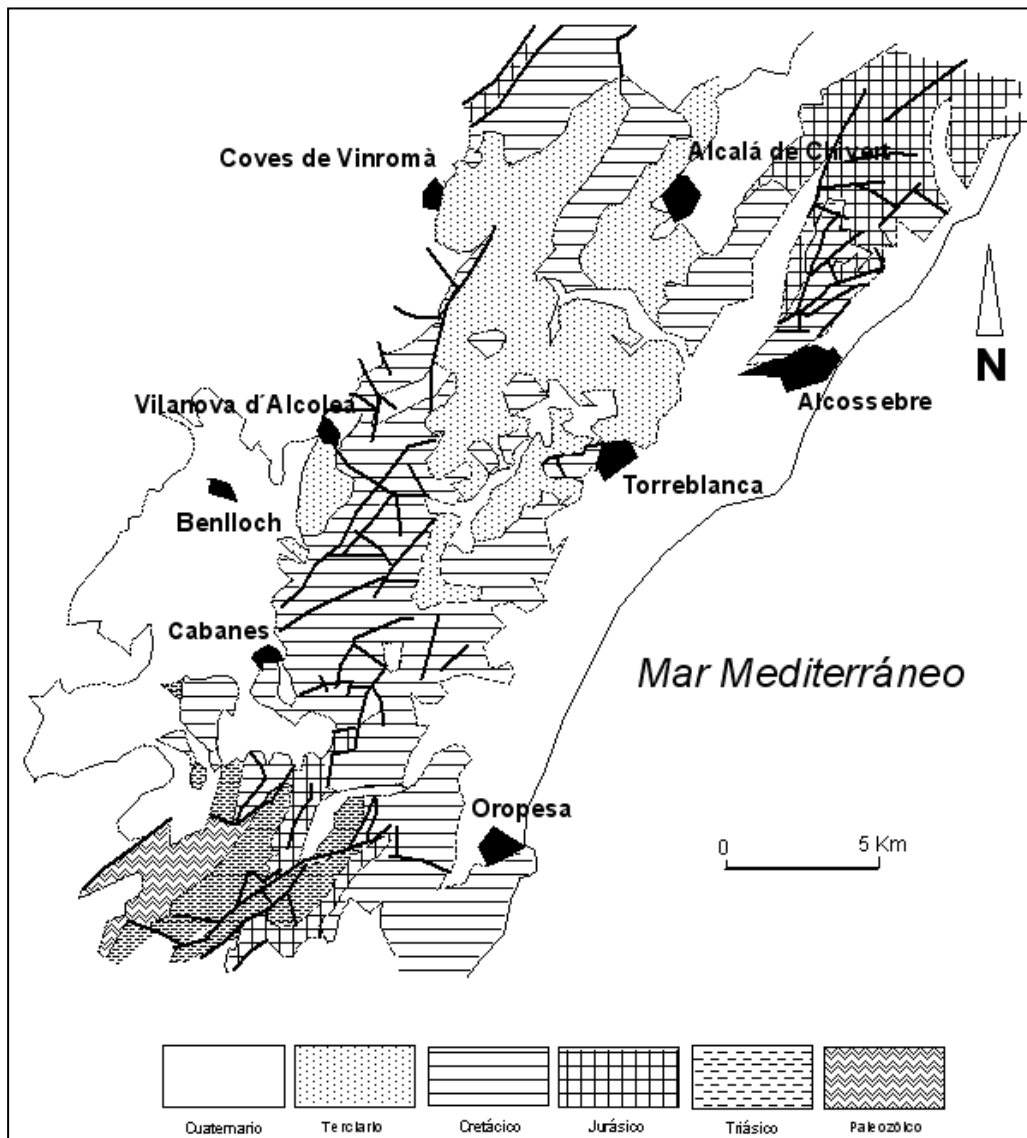 Coves de Vinromà
Alcalá de Chivert
N
Vilanova d´Alcolea
Alcossebre
Benlloch
Torreblanca
Cabanes
Mar Mediterráneo
Oropesa
0 5 Km
Cuaternario Terciario Cretácico Jurásico Triásico Paleozóico